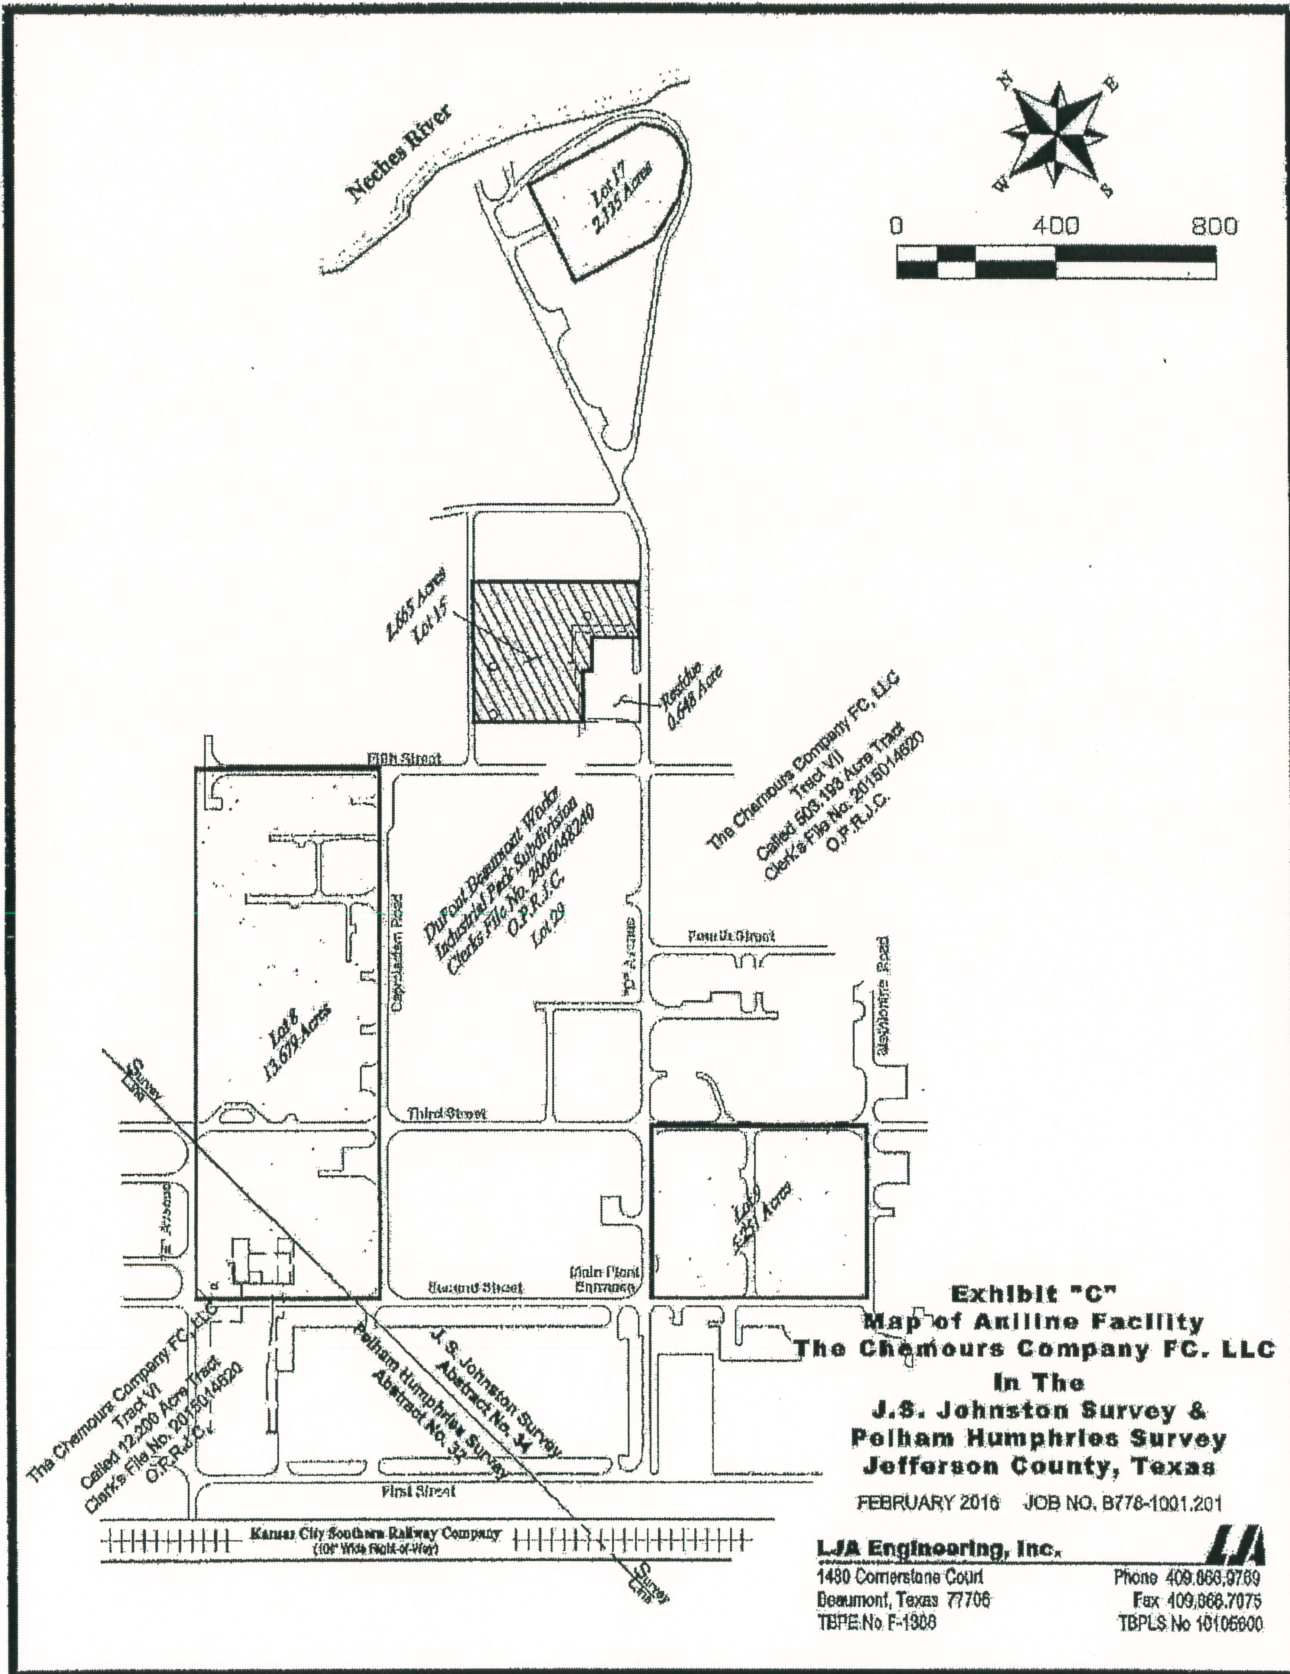 Neches River
N
E
W
S
0 400 800
Lot 17
2.135 Acres
2.665 Acres
Lot 15
Residue
0.648 Acre
The Chemours Company FC, LLC
Tract VII
Called 503.193 Acre Tract
Clerk's File No. 2015014620
O.P.R.J.C.
Fifth Street
DuPont Beaumont Works
Industrial Park Subdivision
Clerks File No. 2006048240
O.P.R.J.C.
Lot 29
Caprolactam Road
"D" Avenue
Fourth Street
Methionine Road
Lot 8
13.679 Acres
Survey
Line
Third Street
Avenue
Lot 9
5.251 Acres
Second Street
Main Plant
Entrance
The Chemours Company FC, LLC
Tract VI
Called 12.200 Acre Tract
Clerk's File No. 2015014620
O.P.R.J.C.
J.S. Johnston Survey
Abstract No. 34
Pelham Humphries Survey
Abstract No. 32
First Street
Kansas City Southern Railway Company
(100' Wide Right-of-Way)
Survey
Line
Exhibit "C"
Map of Aniline Facility
The Chemours Company FC. LLC
In The
J.S. Johnston Survey &
Pelham Humphries Survey
Jefferson County, Texas
FEBRUARY 2016 JOB NO. B778-1001.201
LJA Engineering, Inc.
LJA
1480 Cornerstone Court
Beaumont, Texas 77706
Phone 409.866.9769
Fax 409.866.7075
TBPLS No 10105600